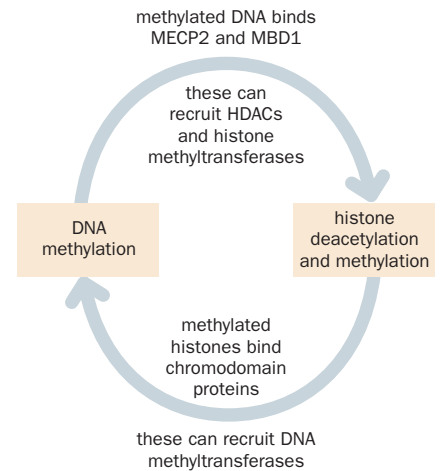 methylated DNA binds
MECP2 and MBD1
these can
recruit HDACs
and histone
methyltransferases
DNA
methylation
histone
deacetylation
and methylation
methylated
histones bind
chromodomain
proteins
these can recruit DNA
methyltransferases